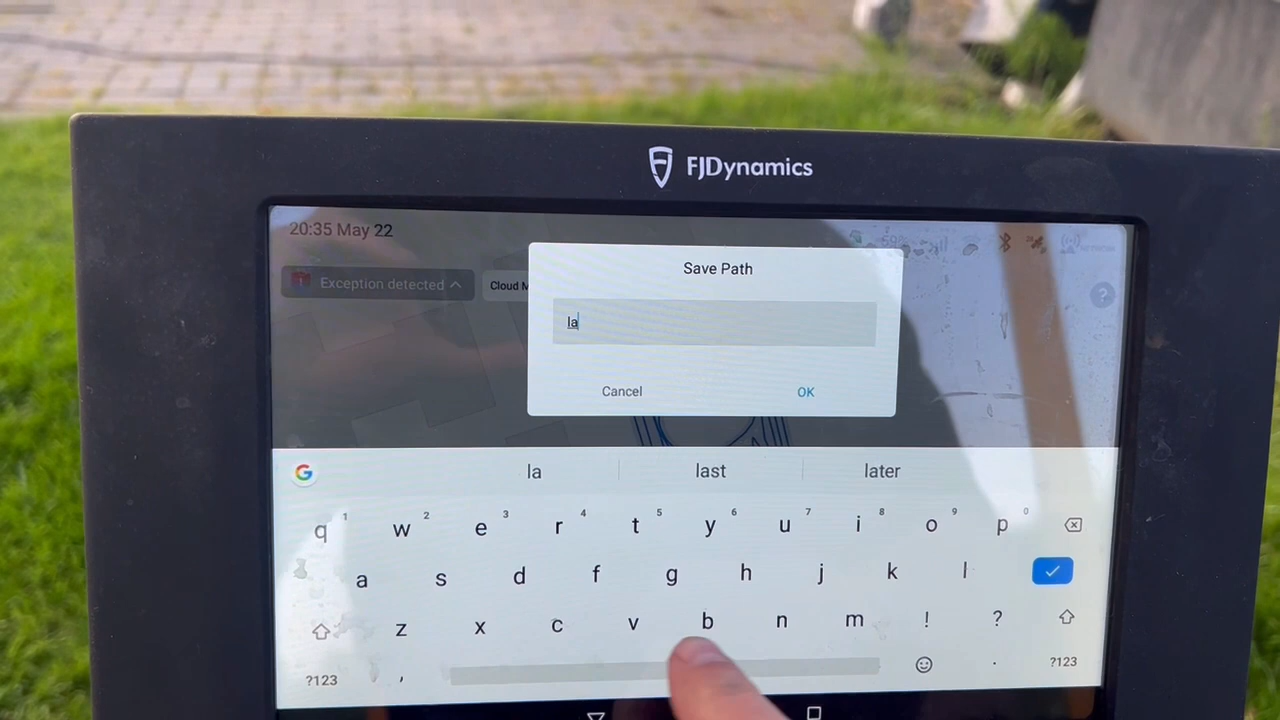 FJDynamics
20:35 May 22
Exception detected
Cloud M
?
Save Path
la
Cancel
OK
la last later
1 2 3 4 5 6 7 8 9 0
q w e r t y u i o p
a s d f g h j k l
z x c v b n m ! ?
?123 , . ?123